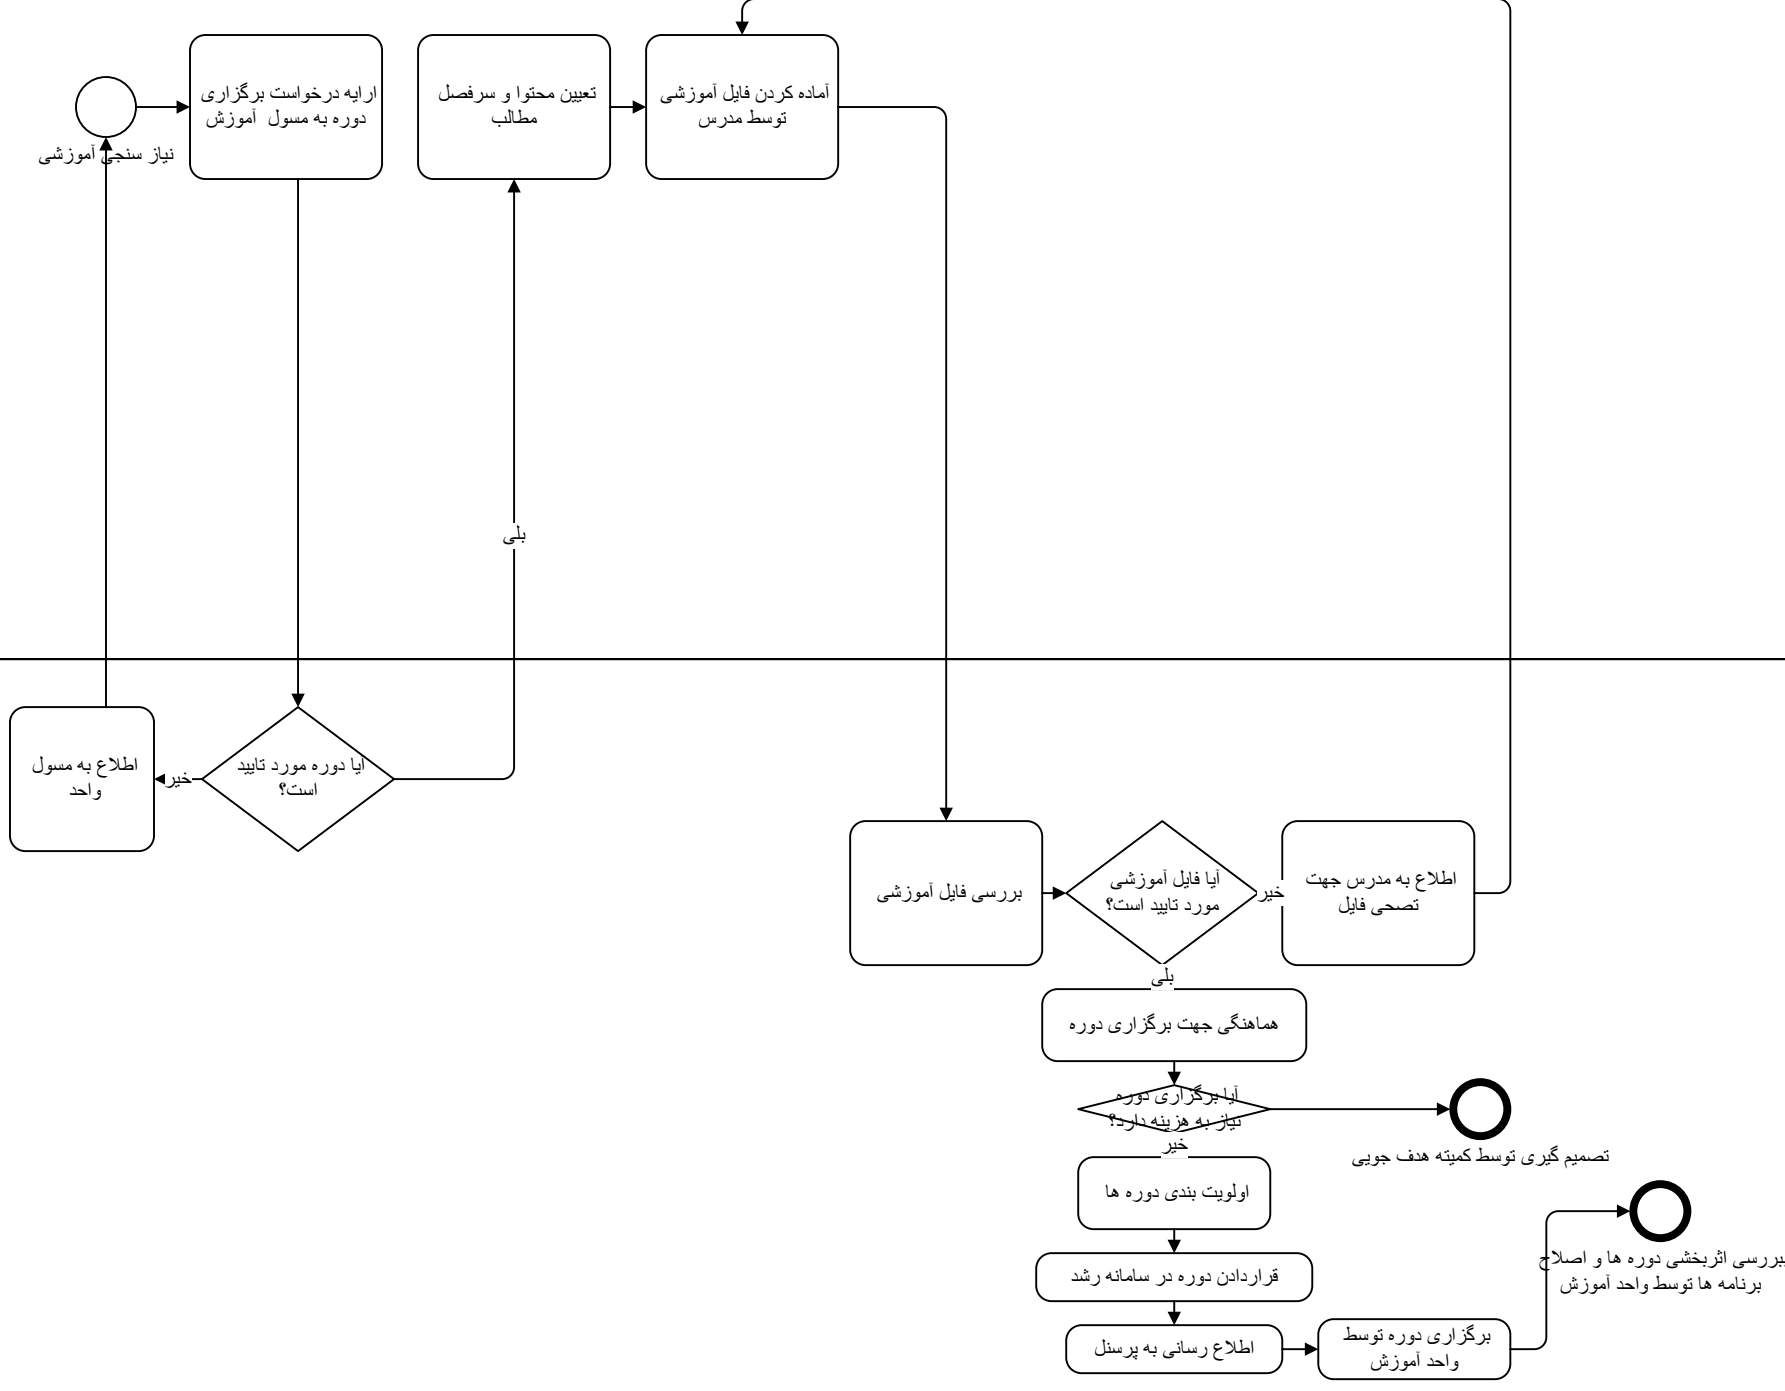 ارایه درخواست برگزاری
دوره به مسول آموزش
تعیین محتوا و سرفصل
مطالب
آماده کردن فایل آموزشی
توسط مدرس
نیاز سنجی آموزشی
بلی
اطلاع به مسول
واحد
خیر
ایا دوره مورد تایید
است؟
بررسی فایل آموزشی
آیا فایل آموزشی
مورد تایید است؟
خیر
اطلاع به مدرس جهت
تصحی فایل
بلی
هماهنگی جهت برگزاری دوره
آیا برگزاری دوره
نیاز به هزینه دارد؟
خیر
تصمیم گیری توسط کمیته هدف جویی
اولویت بندی دوره ها
قراردادن دوره در سامانه رشد
بررسی اثربخشی دوره ها و اصلاح
برنامه ها توسط واحد آموزش
اطلاع رسانی به پرسنل
برگزاری دوره توسط
واحد آموزش